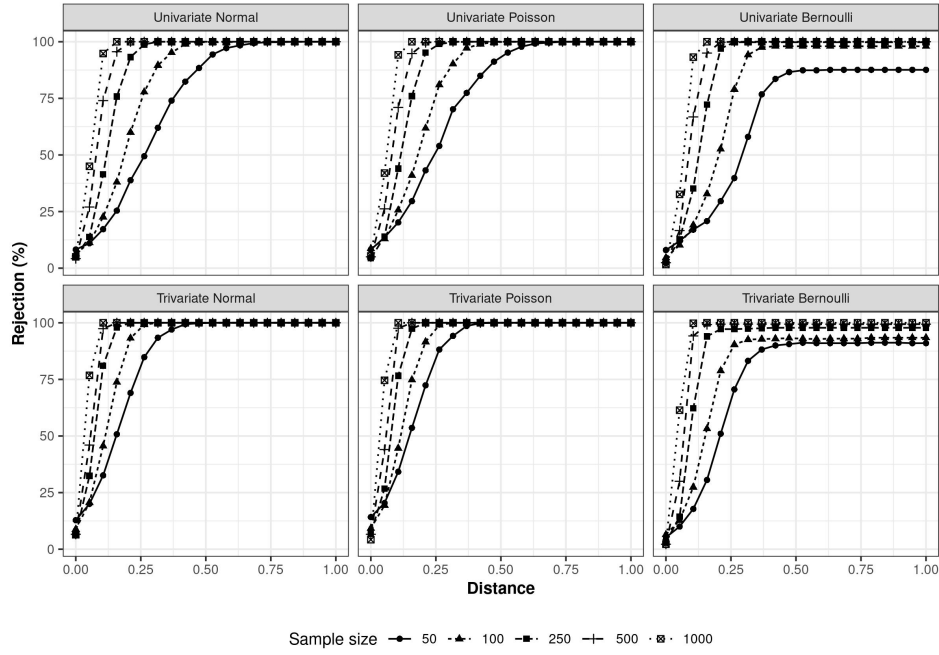 Univariate Normal Univariate Poisson Univariate Bernoulli
100
75
50
25
0
Trivariate Normal Trivariate Poisson Trivariate Bernoulli
100
75
50
25
0
Rejection (%)
0.00 0.25 0.50 0.75 1.00 0.00 0.25 0.50 0.75 1.00 0.00 0.25 0.50 0.75 1.00
Distance
Sample size 50 100 250 500 1000